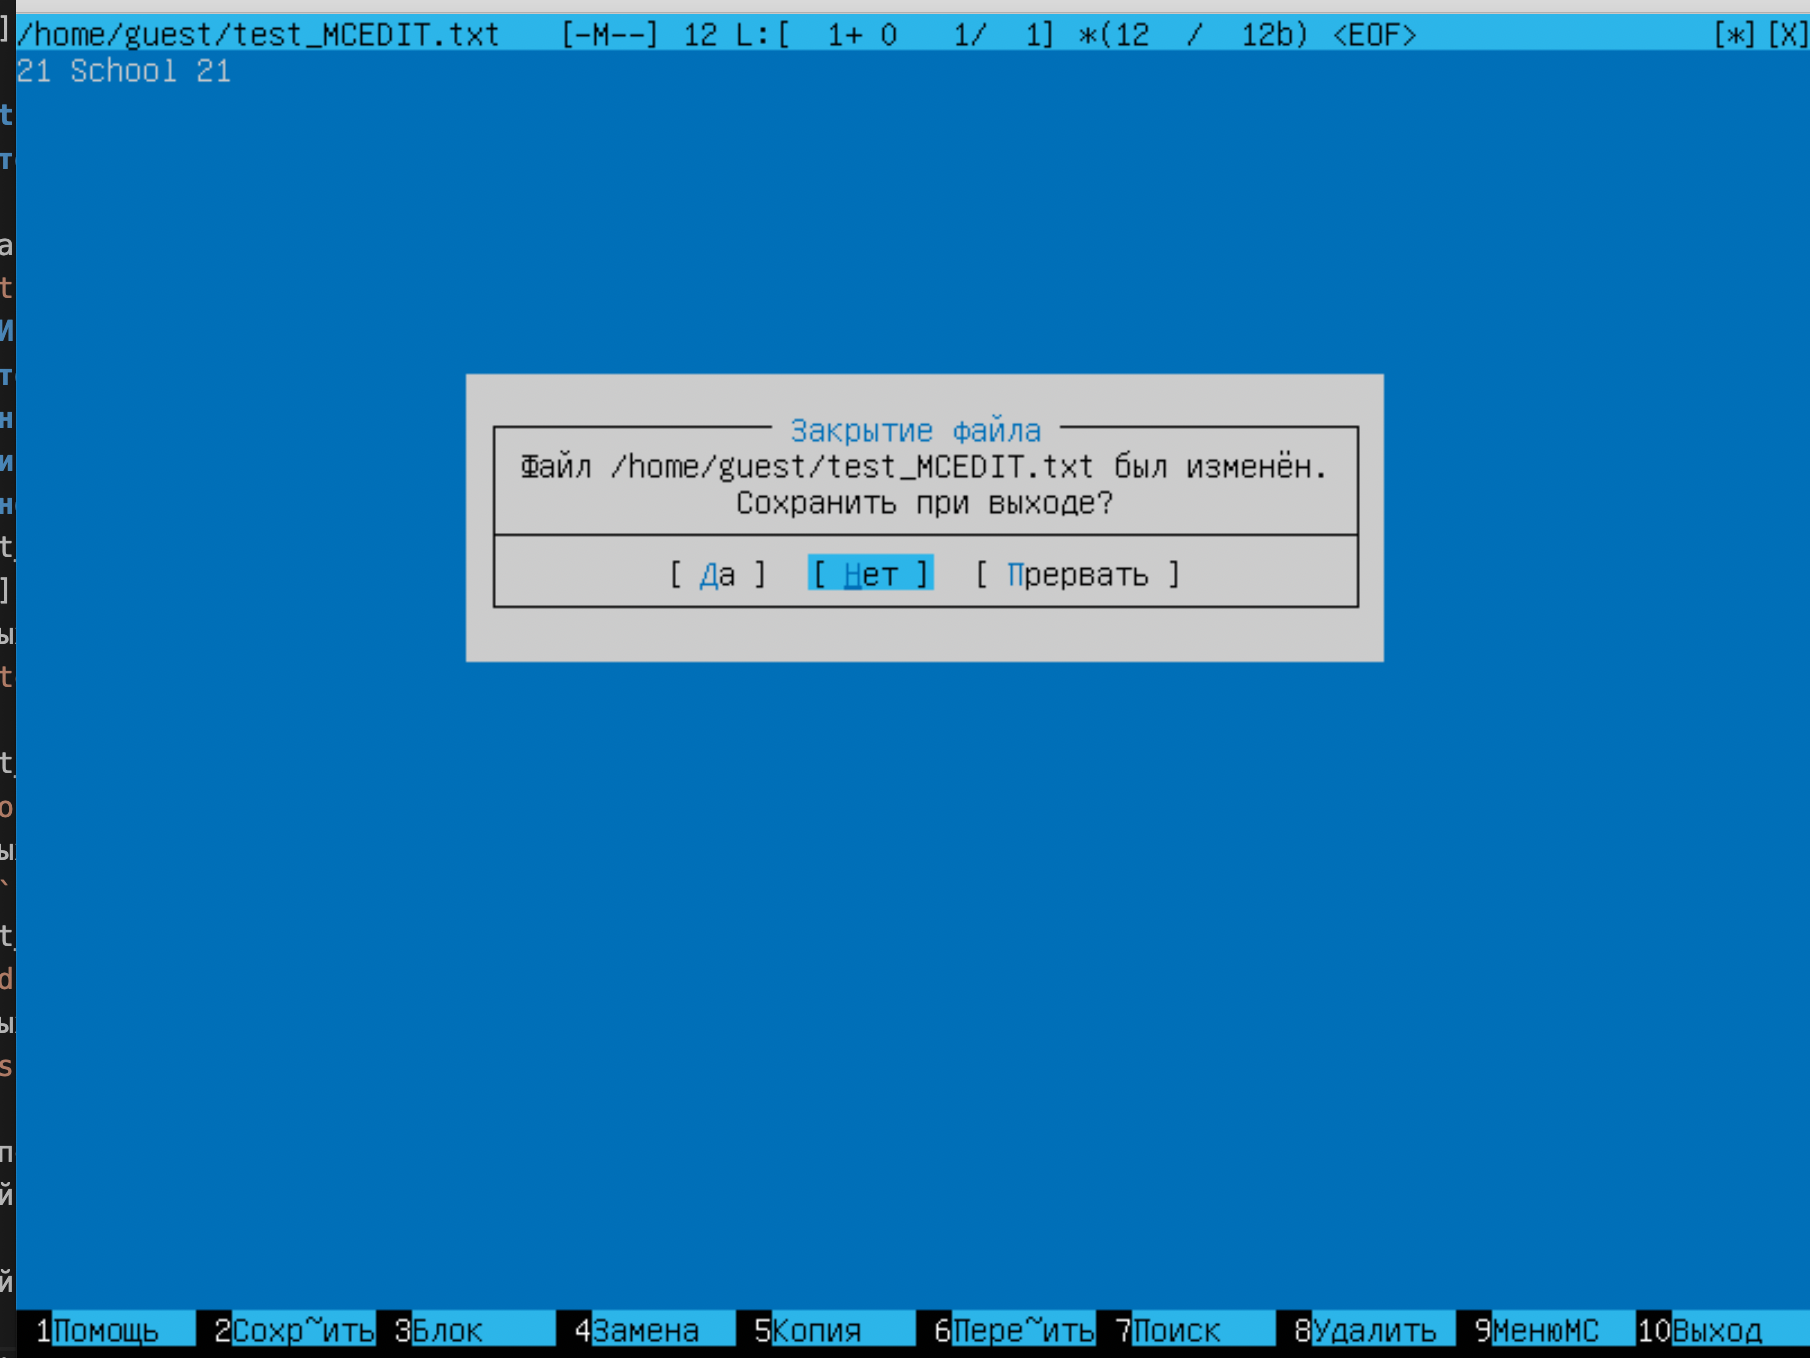 /home/guest/test_MCEDIT.txt [-M--] 12 L:[ 1+ 0 1/ 1] *(12 / 12b) <EOF> [*][X]
21 School 21
Закрытие файла
Файл /home/guest/test_MCEDIT.txt был изменён.
Сохранить при выходе?
[ Да ] [ Нет ] [ Прервать ]
1Помощь 2Сохр~ить 3Блок 4Замена 5Копия 6Пере~ить 7Поиск 8Удалить 9МенюMC 10Выход